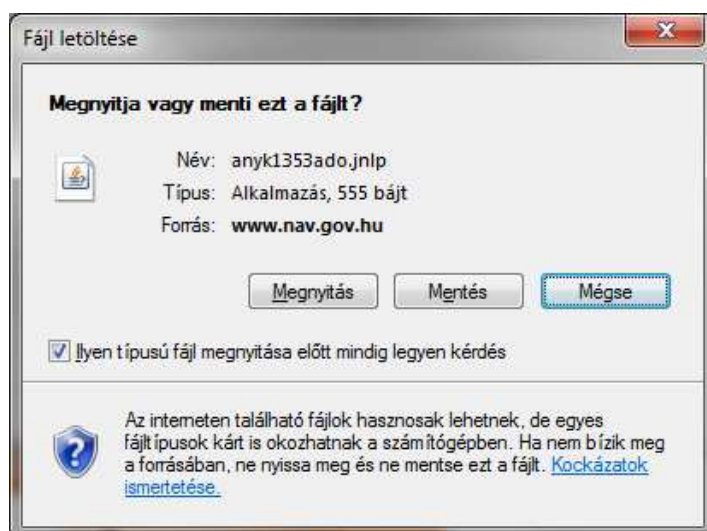 Fájl letöltése
Megnyitja vagy menti ezt a fájlt?
Név: anyk1353ado.jnlp
Típus: Alkalmazás, 555 bájt
Forrás: www.nav.gov.hu
Megnyitás Mentés Mégse
Ilyen típusú fájl megnyitása előtt mindig legyen kérdés
Az interneten található fájlok hasznosak lehetnek, de egyes
fájltípusok kárt is okozhatnak a számítógépben. Ha nem bízik meg
a forrásában, ne nyissa meg és ne mentse ezt a fájlt. Kockázatok
ismertetése.